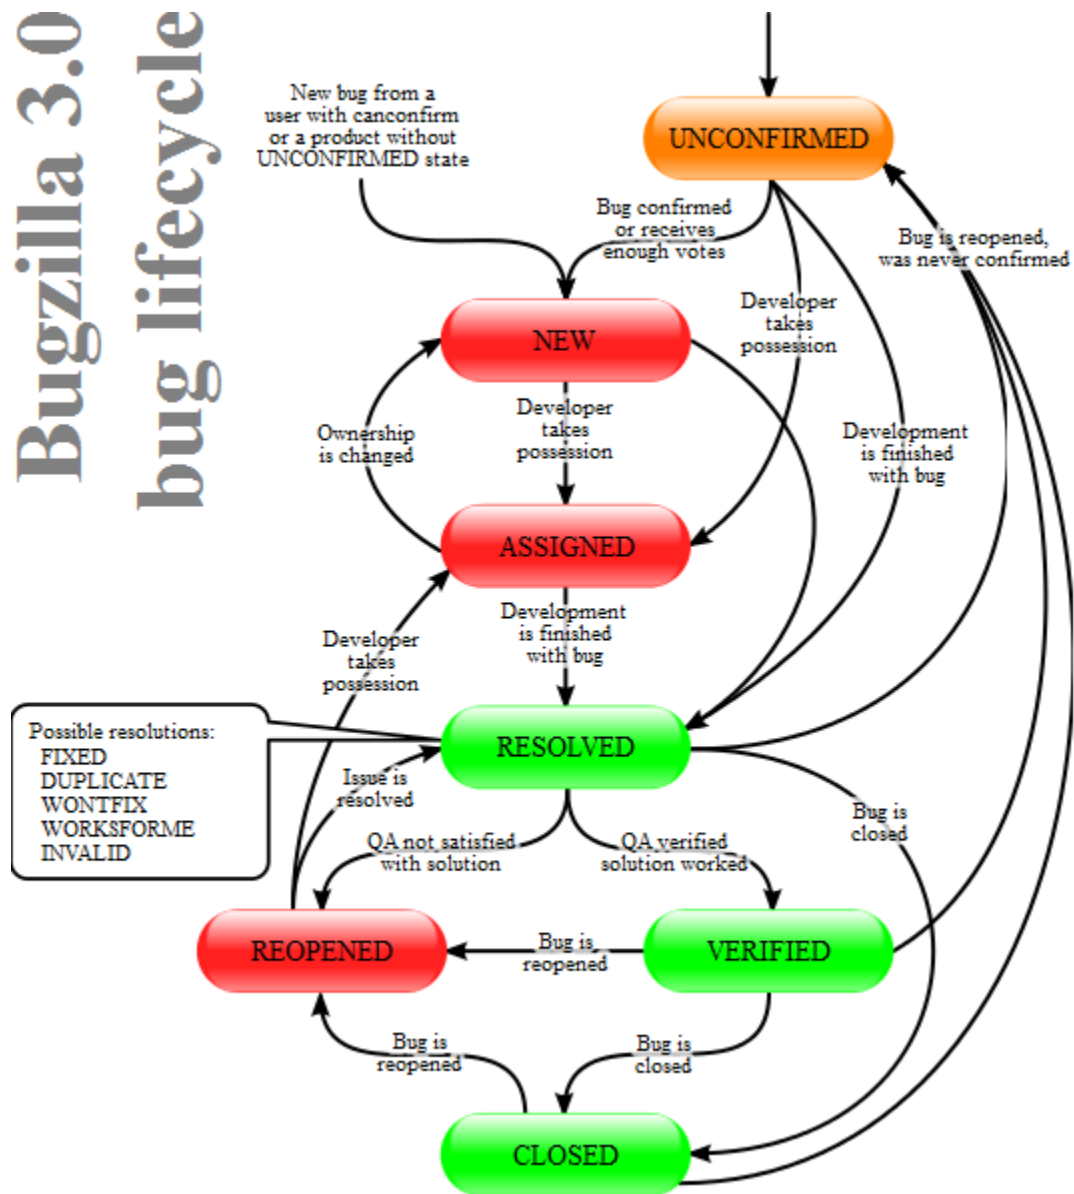 Bugzilla 3.0
bug lifecycle
New bug from a
user with canconfirm
or a product without
UNCONFIRMED state
UNCONFIRMED
Bug confirmed
or receives
enough votes
Bug is reopened,
was never confirmed
Developer
takes
possession
NEW
Ownership
is changed
Developer
takes
possession
Development
is finished
with bug
ASSIGNED
Development
is finished
with bug
Developer
takes
possession
Possible resolutions:
FIXED
DUPLICATE
WONTFIX
WORKSFORME
INVALID
RESOLVED
Issue is
resolved
Bug is
closed
QA not satisfied
with solution
QA verified
solution worked
REOPENED
Bug is
reopened
VERIFIED
Bug is
reopened
Bug is
closed
CLOSED